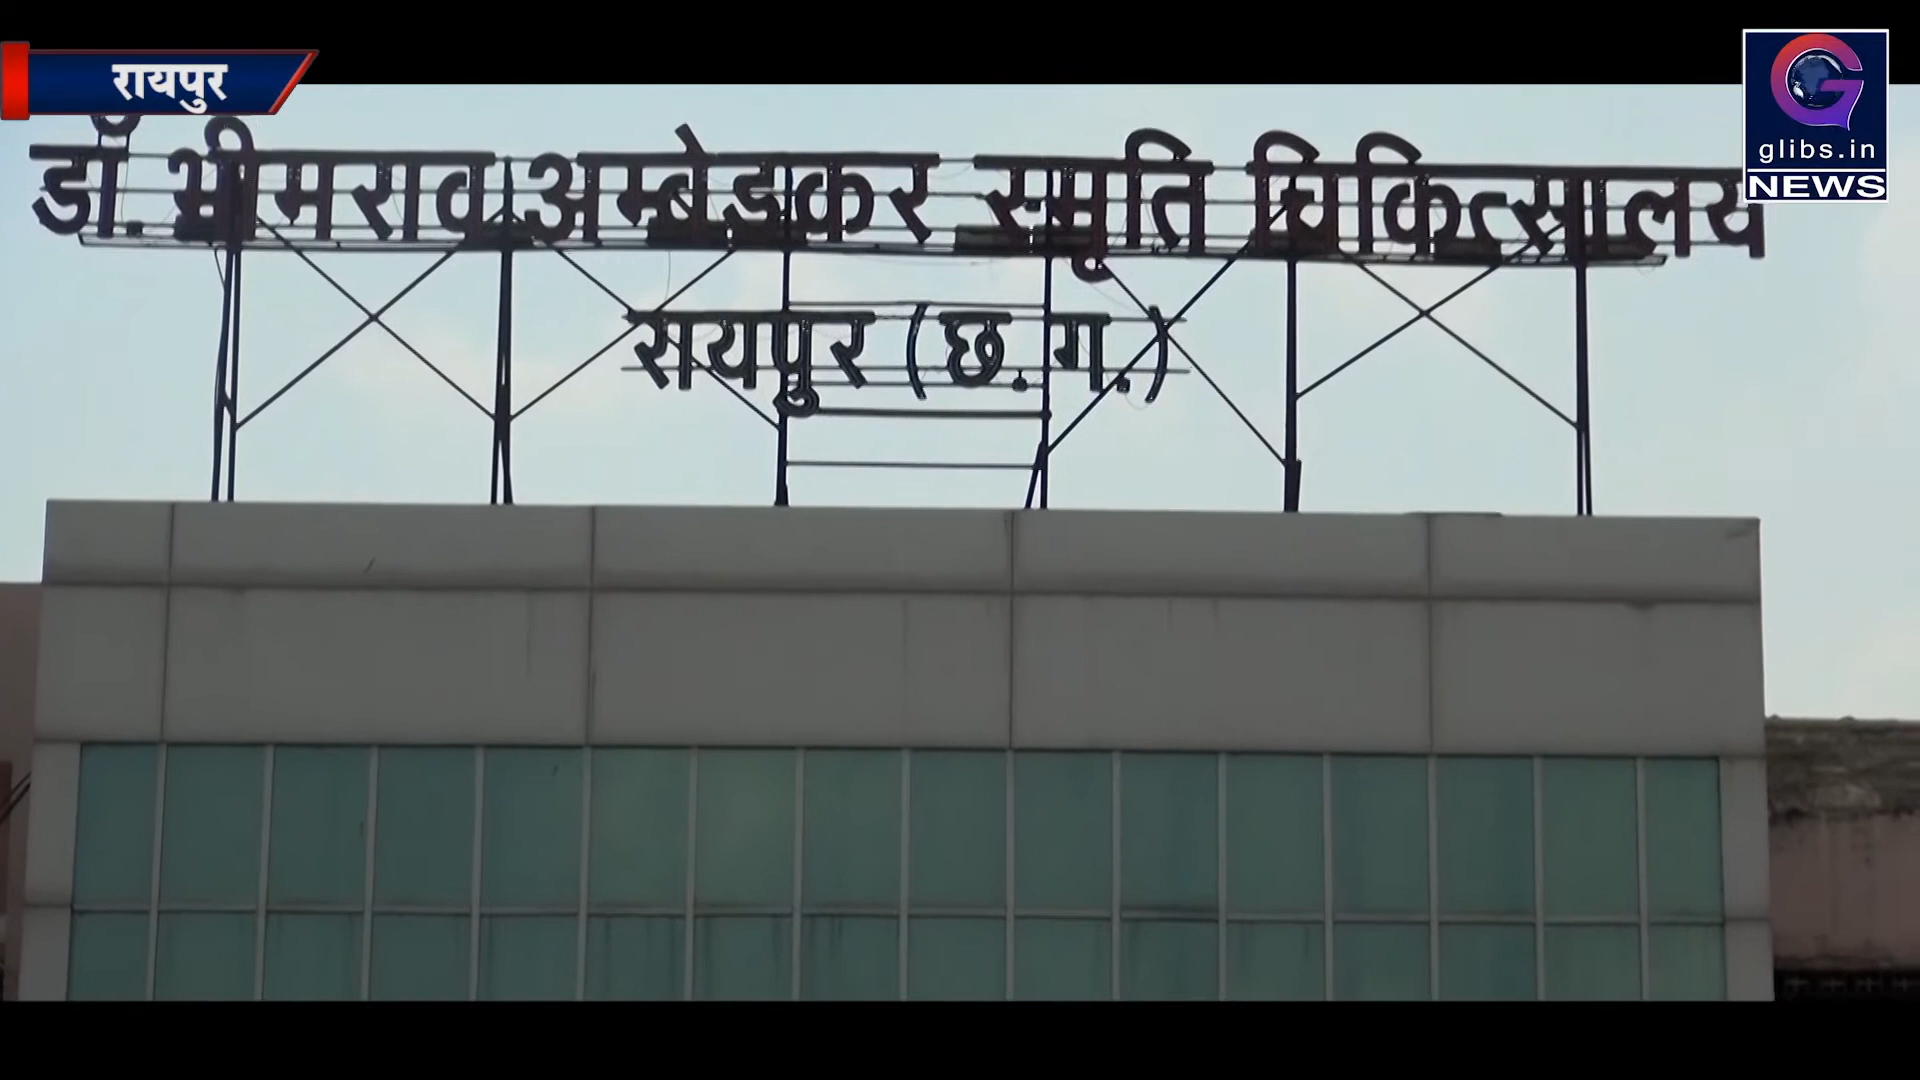 रायपुर
glibs.in
NEWS
डॉ. भीमराव अम्बेडकर स्मृति चिकित्सालय
रायपुर (छ.ग.)